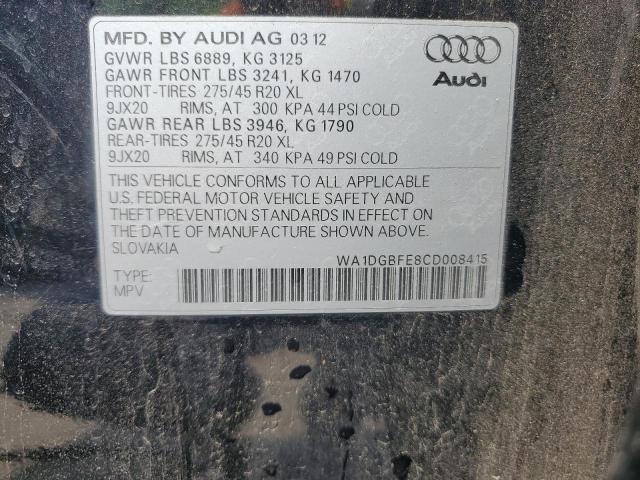 MFD. BY AUDI AG 03 12
GVWR LBS 6889, KG 3125
GAWR FRONT LBS 3241, KG 1470
FRONT-TIRES 275/45 R20 XL
9JX20 RIMS, AT 300 KPA 44 PSI COLD
GAWR REAR LBS 3946, KG 1790
REAR-TIRES 275/45 R20 XL
9JX20 RIMS, AT 340 KPA 49 PSI COLD
Audi
THIS VEHICLE CONFORMS TO ALL APPLICABLE
U.S. FEDERAL MOTOR VEHICLE SAFETY AND
THEFT PREVENTION STANDARDS IN EFFECT ON
THE DATE OF MANUFACTURE SHOWN ABOVE.
SLOVAKIA
WA1DGBFE8CD008415
TYPE:
MPV